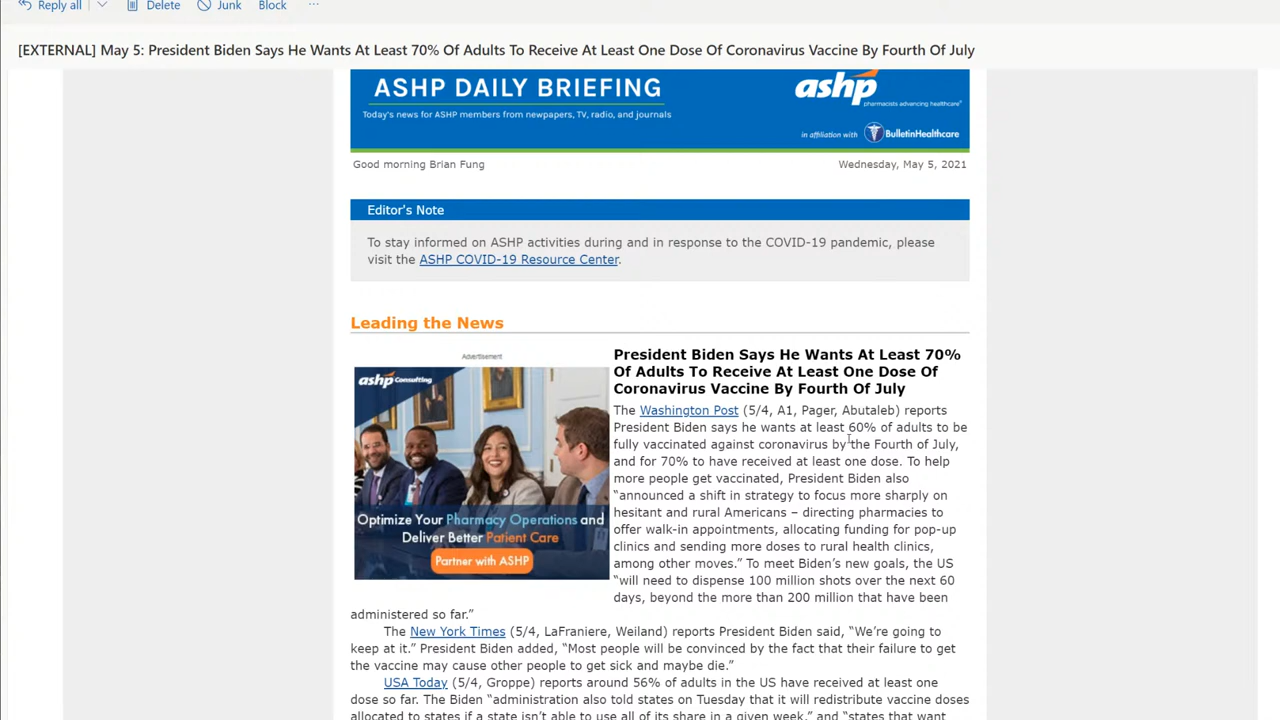 Reply all
Delete
Junk
Block
...
[EXTERNAL] May 5: President Biden Says He Wants At Least 70% Of Adults To Receive At Least One Dose Of Coronavirus Vaccine By Fourth Of July
ASHP DAILY BRIEFING
Today's news for ASHP members from newspapers, TV, radio, and journals
ashp
pharmacists advancing healthcare®
in affiliation with BulletinHealthcare
Good morning Brian Fung
Wednesday, May 5, 2021
Editor's Note
To stay informed on ASHP activities during and in response to the COVID-19 pandemic, please
visit the ASHP COVID-19 Resource Center.
Leading the News
Advertisement
ashp Consulting
Optimize Your Pharmacy Operations and
Deliver Better Patient Care
Partner with ASHP
President Biden Says He Wants At Least 70%
Of Adults To Receive At Least One Dose Of
Coronavirus Vaccine By Fourth Of July
The Washington Post (5/4, A1, Pager, Abutaleb) reports
President Biden says he wants at least 60% of adults to be
fully vaccinated against coronavirus by the Fourth of July,
and for 70% to have received at least one dose. To help
more people get vaccinated, President Biden also
“announced a shift in strategy to focus more sharply on
hesitant and rural Americans – directing pharmacies to
offer walk-in appointments, allocating funding for pop-up
clinics and sending more doses to rural health clinics,
among other moves.” To meet Biden's new goals, the US
“will need to dispense 100 million shots over the next 60
days, beyond the more than 200 million that have been
administered so far.”
The New York Times (5/4, LaFraniere, Weiland) reports President Biden said, “We're going to
keep at it.” President Biden added, “Most people will be convinced by the fact that their failure to get
the vaccine may cause other people to get sick and maybe die.”
USA Today (5/4, Groppe) reports around 56% of adults in the US have received at least one
dose so far. The Biden “administration also told states on Tuesday that it will redistribute vaccine doses
allocated to states if a state isn't able to use all of its share in a given week,” and “states that want